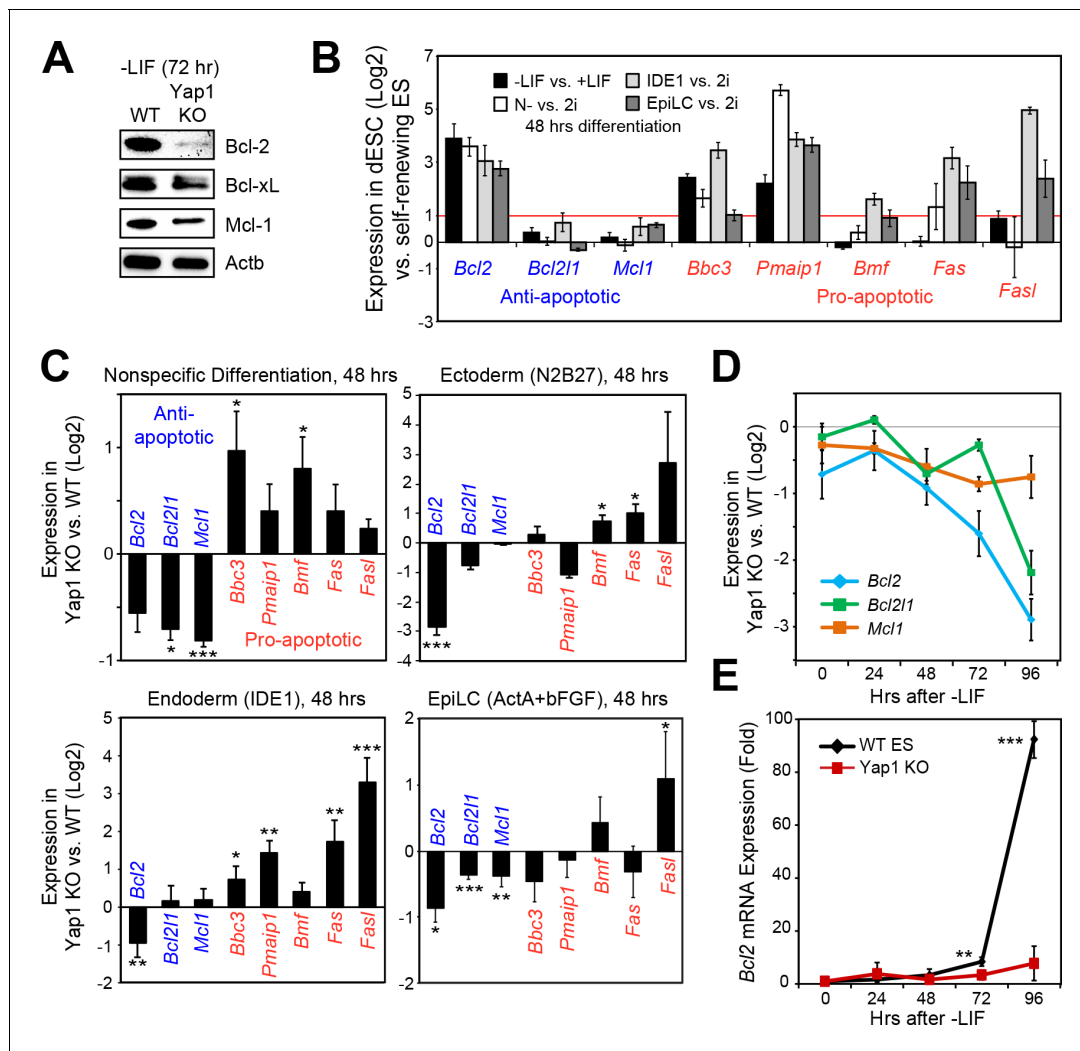 A
-LIF (72 hr)
WT
Yap1
KO
Bcl-2
Bcl-xL
Mcl-1
Actb
B
Expression in dESC (Log2)
vs. self-renewing ES
7
5
3
1
-1
-3
-LIF vs. +LIF
N- vs. 2i
IDE1 vs. 2i
EpiLC vs. 2i
48 hrs differentiation
Bcl2
Bcl2l1
Mcl1
Bbc3
Pmaip1
Bmf
Fas
Fasl
Anti-apoptotic
Pro-apoptotic
C
Nonspecific Differentiation, 48 hrs
Expression in
Yap1 KO vs. WT (Log2)
1
0
-1
Anti-
apoptotic
Bcl2
Bcl2l1
Mcl1
Bbc3
Pmaip1
Bmf
Fas
Fasl
Pro-apoptotic
*
***
*
*
Ectoderm (N2B27), 48 hrs
5
4
3
2
1
0
-1
-2
-3
-4
Bcl2
Bcl2l1
Mcl1
Bbc3
Pmaip1
Bmf
Fas
Fasl
***
*
*
Endoderm (IDE1), 48 hrs
Expression in
Yap1 KO vs. WT (Log2)
5
4
3
2
1
0
-1
-2
Bcl2
Bcl2l1
Mcl1
Bbc3
Pmaip1
Bmf
Fas
Fasl
**
*
**
**
***
EpiLC (ActA+bFGF), 48 hrs
2
1
0
-1
-2
Bcl2
Bcl2l1
Mcl1
Bbc3
Pmaip1
Bmf
Fas
Fasl
*
***
**
*
D
Expression in
Yap1 KO vs. WT (Log2)
0
-1
-2
-3
Bcl2
Bcl2l1
Mcl1
0 24 48 72 96
Hrs after -LIF
E
Bcl2 mRNA Expression (Fold)
100
80
60
40
20
0
WT ES
Yap1 KO
**
***
0 24 48 72 96
Hrs after -LIF